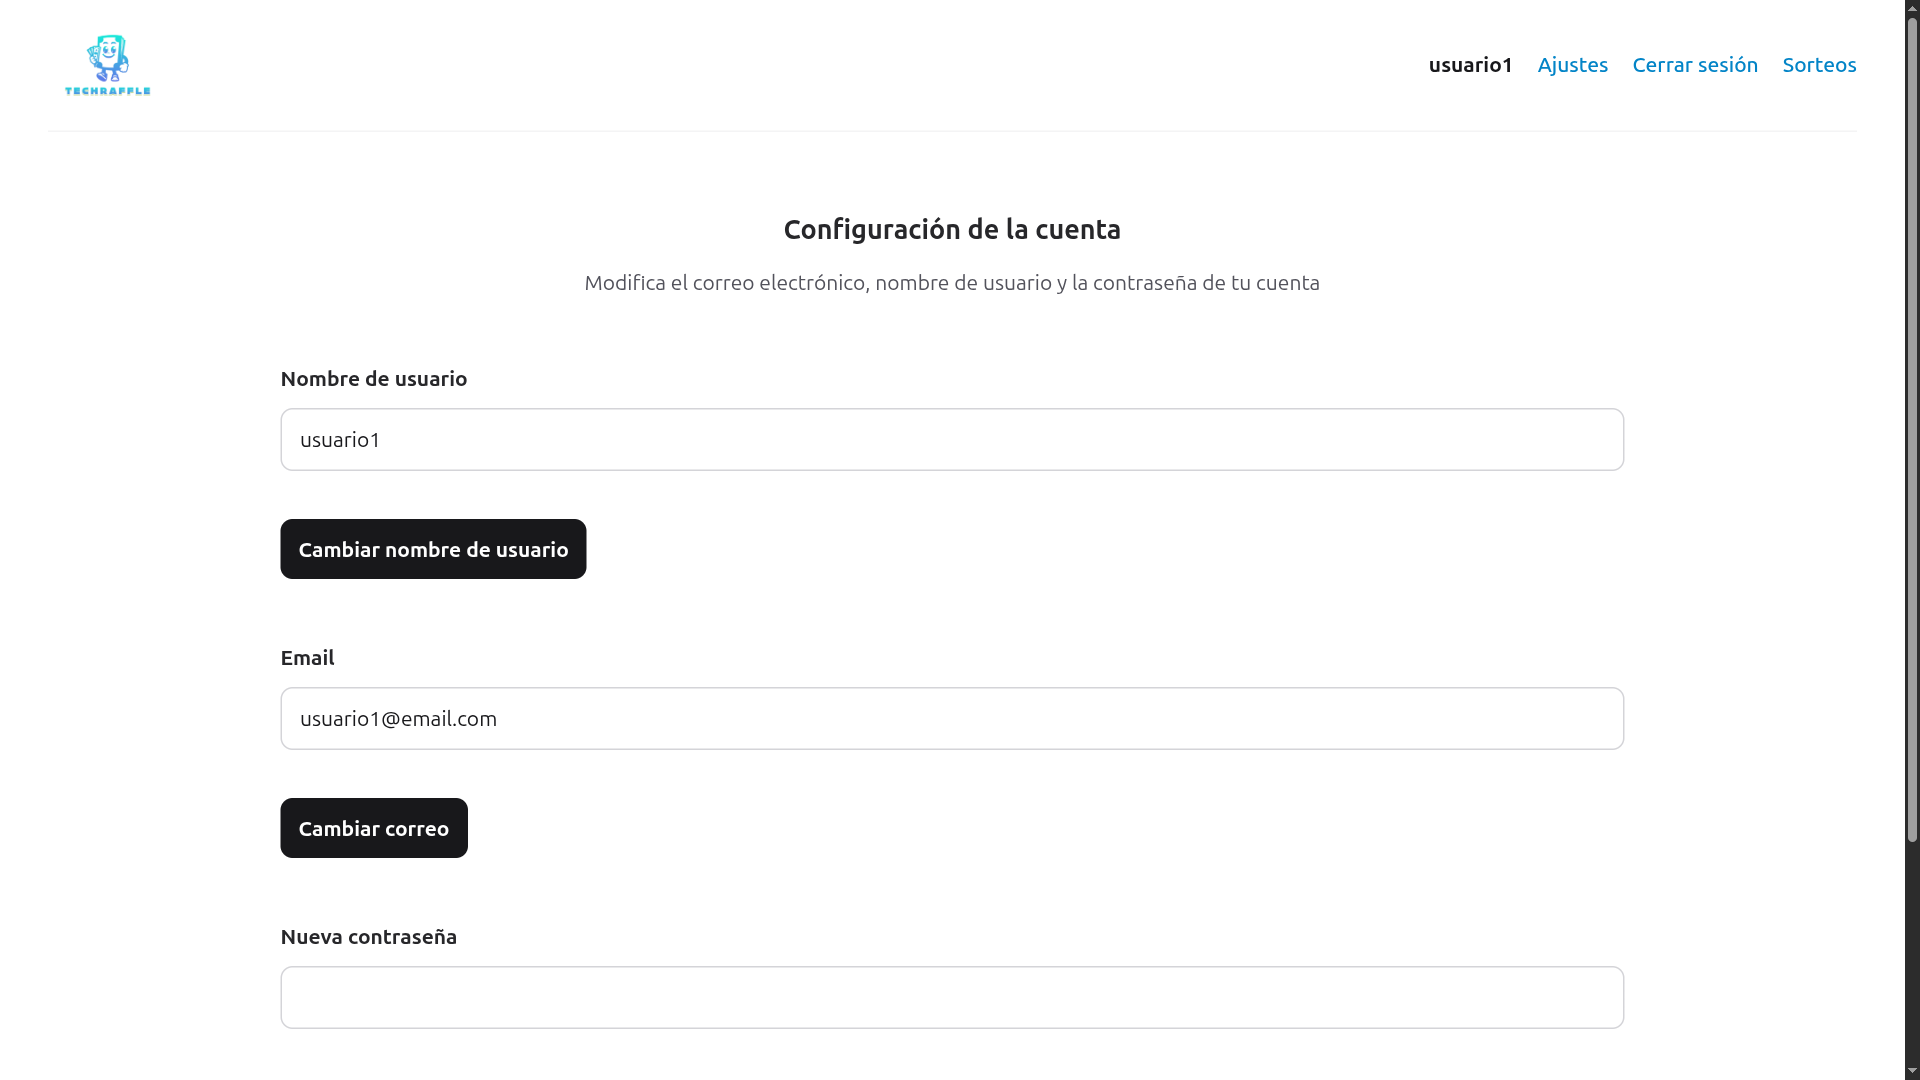 TECHRAFFLE
usuario1 Ajustes Cerrar sesión Sorteos
Configuración de la cuenta
Modifica el correo electrónico, nombre de usuario y la contraseña de tu cuenta
Nombre de usuario
usuario1
Cambiar nombre de usuario
Email
usuario1@email.com
Cambiar correo
Nueva contraseña